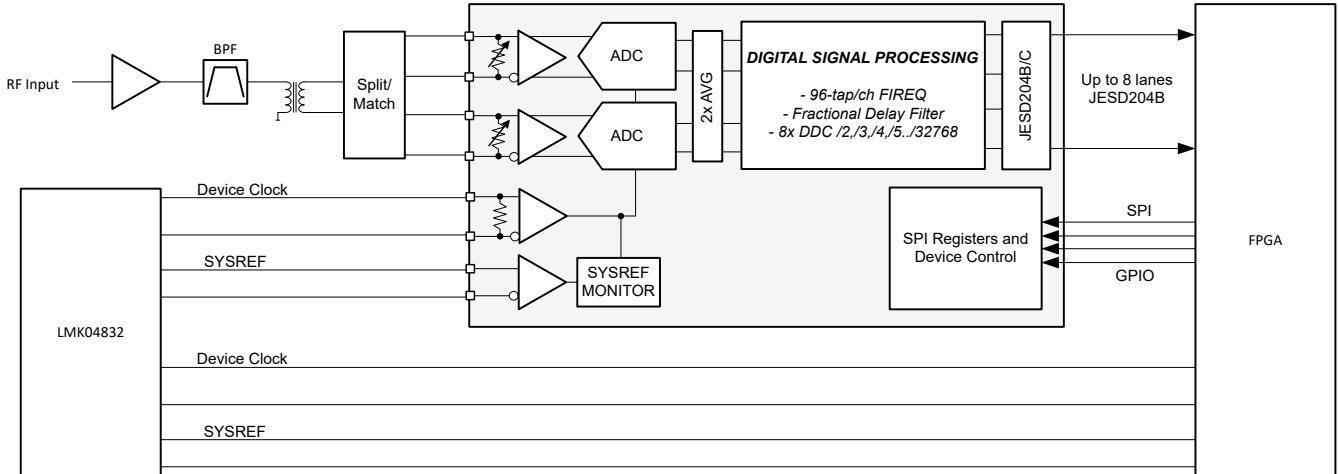 RF Input
BPF
Split/
Match
ADC
ADC
2x AVG
DIGITAL SIGNAL PROCESSING
- 96-tap/ch FIREQ
- Fractional Delay Filter
- 8x DDC /2,/3,/4,/5../32768
JESD204B/C
Up to 8 lanes
JESD204B
Device Clock
SYSREF
SYSREF
MONITOR
SPI Registers and
Device Control
SPI
GPIO
FPGA
LMK04832
Device Clock
SYSREF